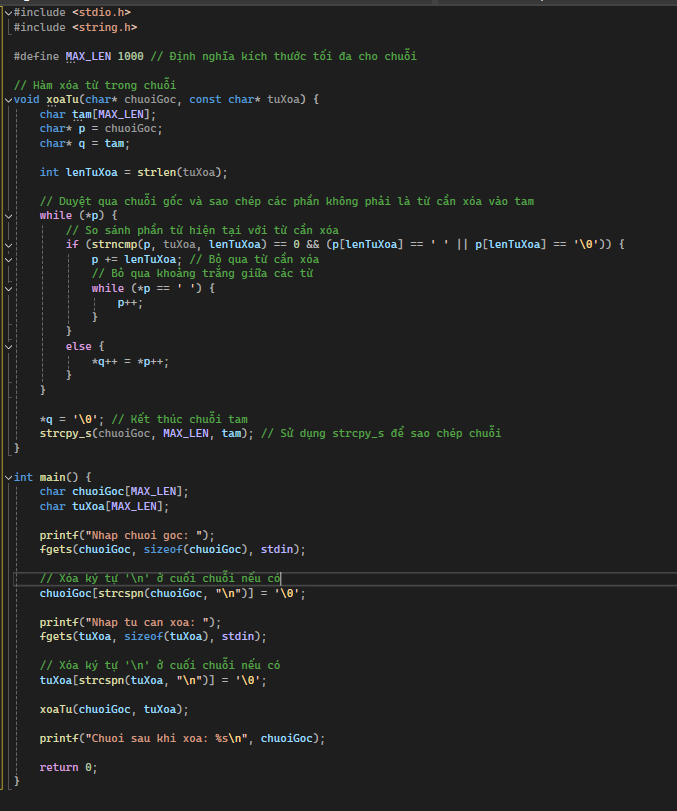 #include <stdio.h>
#include <string.h>
#define MAX_LEN 1000 // Định nghĩa kích thước tối đa cho chuỗi
// Hàm xóa từ trong chuỗi
void xoaTu(char* chuoiGoc, const char* tuXoa) {
char tam[MAX_LEN];
char* p = chuoiGoc;
char* q = tam;
int lenTuXoa = strlen(tuXoa);
// Duyệt qua chuỗi gốc và sao chép các phần không phải là từ cần xóa vào tam
while (*p) {
// So sánh phần từ hiện tại với từ cần xóa
if (strncmp(p, tuXoa, lenTuXoa) == 0 && (p[lenTuXoa] == ' ' || p[lenTuXoa] == '\0')) {
p += lenTuXoa; // Bỏ qua từ cần xóa
// Bỏ qua khoảng trắng giữa các từ
while (*p == ' ') {
p++;
}
}
else {
*q++ = *p++;
}
}
*q = '\0'; // Kết thúc chuỗi tam
strcpy_s(chuoiGoc, MAX_LEN, tam); // Sử dụng strcpy_s để sao chép chuỗi
}
int main() {
char chuoiGoc[MAX_LEN];
char tuXoa[MAX_LEN];
printf("Nhap chuoi goc: ");
fgets(chuoiGoc, sizeof(chuoiGoc), stdin);
// Xóa ký tự '\n' ở cuối chuỗi nếu có
chuoiGoc[strcspn(chuoiGoc, "\n")] = '\0';
printf("Nhap tu can xoa: ");
fgets(tuXoa, sizeof(tuXoa), stdin);
// Xóa ký tự '\n' ở cuối chuỗi nếu có
tuXoa[strcspn(tuXoa, "\n")] = '\0';
xoaTu(chuoiGoc, tuXoa);
printf("Chuoi sau khi xoa: %s\n", chuoiGoc);
return 0;
}